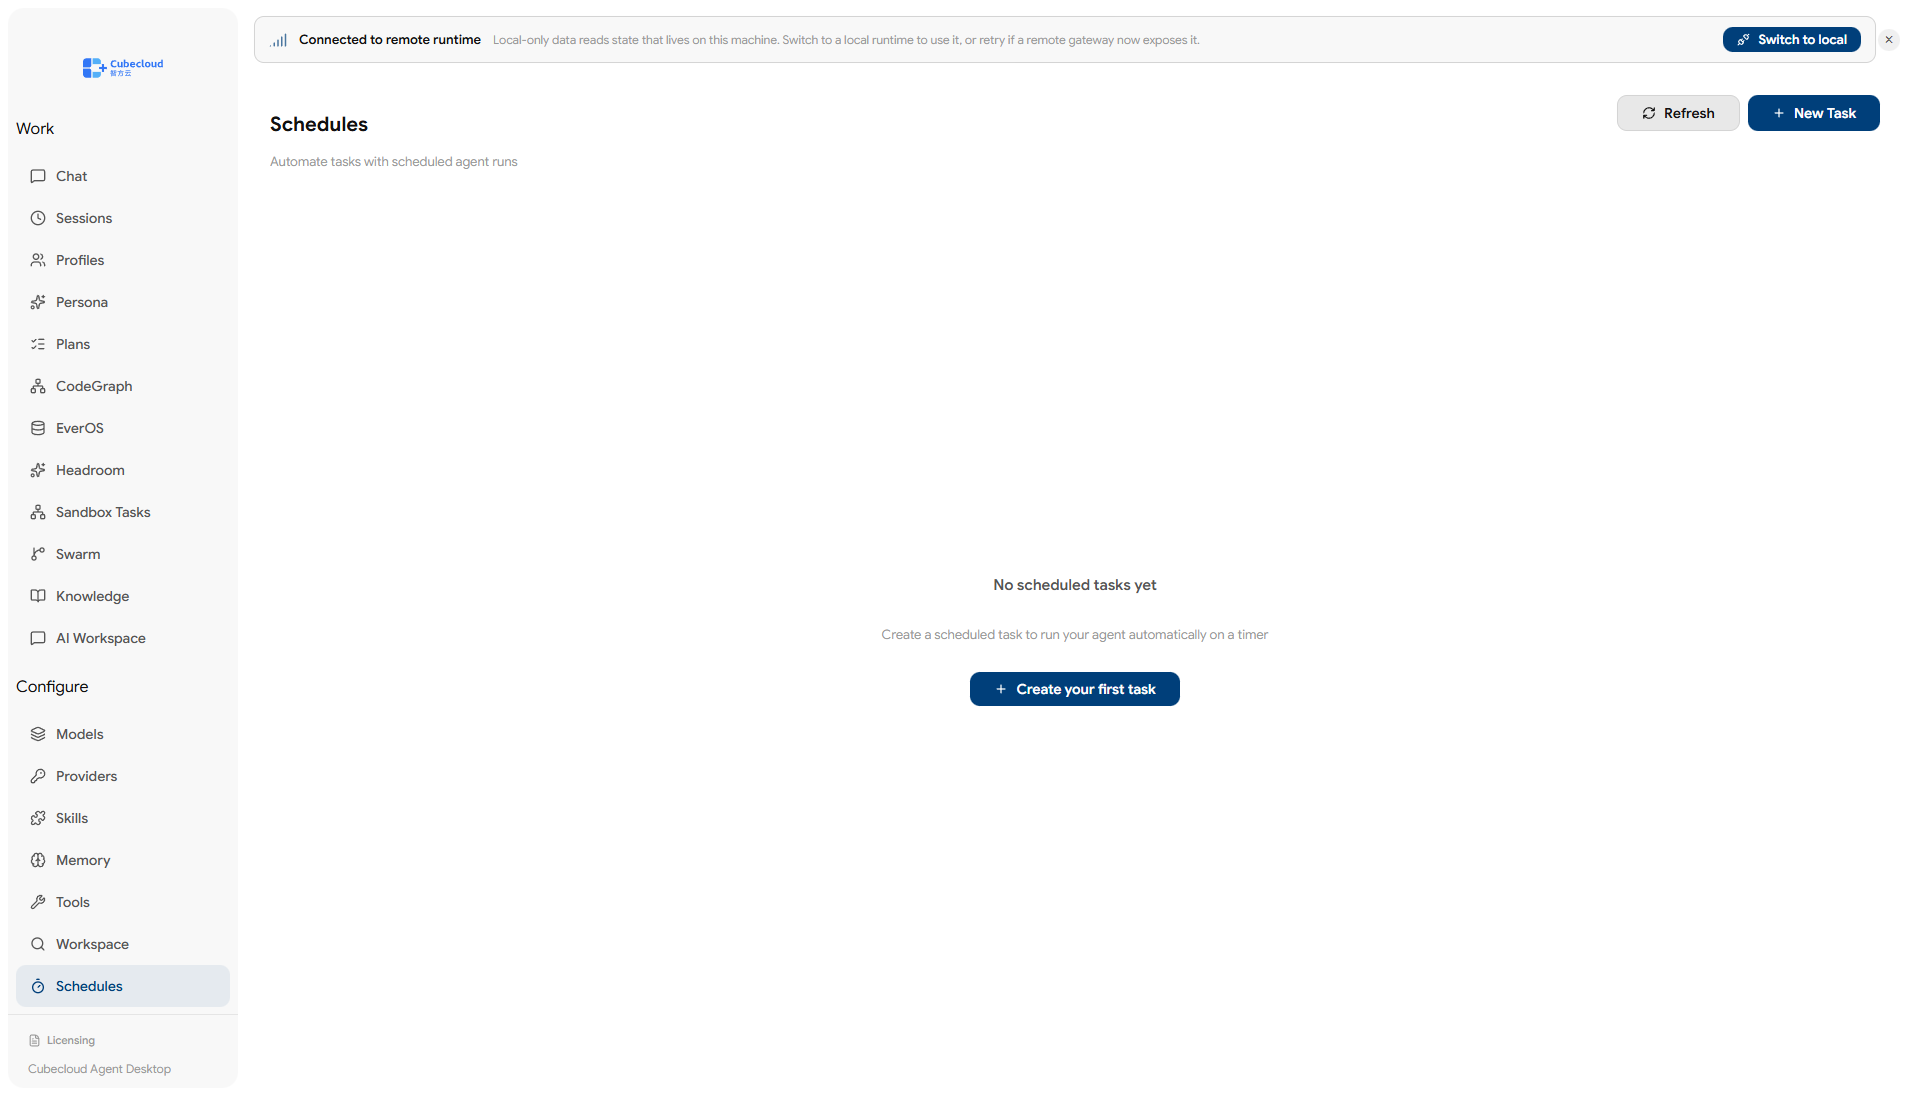 Cubecloud
智方云
Work
Chat
Sessions
Profiles
Persona
Plans
CodeGraph
EverOS
Headroom
Sandbox Tasks
Swarm
Knowledge
AI Workspace
Configure
Models
Providers
Skills
Memory
Tools
Workspace
Schedules
Licensing
Cubecloud Agent Desktop
Connected to remote runtime Local-only data reads state that lives on this machine. Switch to a local runtime to use it, or retry if a remote gateway now exposes it.
Switch to local
Schedules
Automate tasks with scheduled agent runs
Refresh
New Task
No scheduled tasks yet
Create a scheduled task to run your agent automatically on a timer
Create your first task